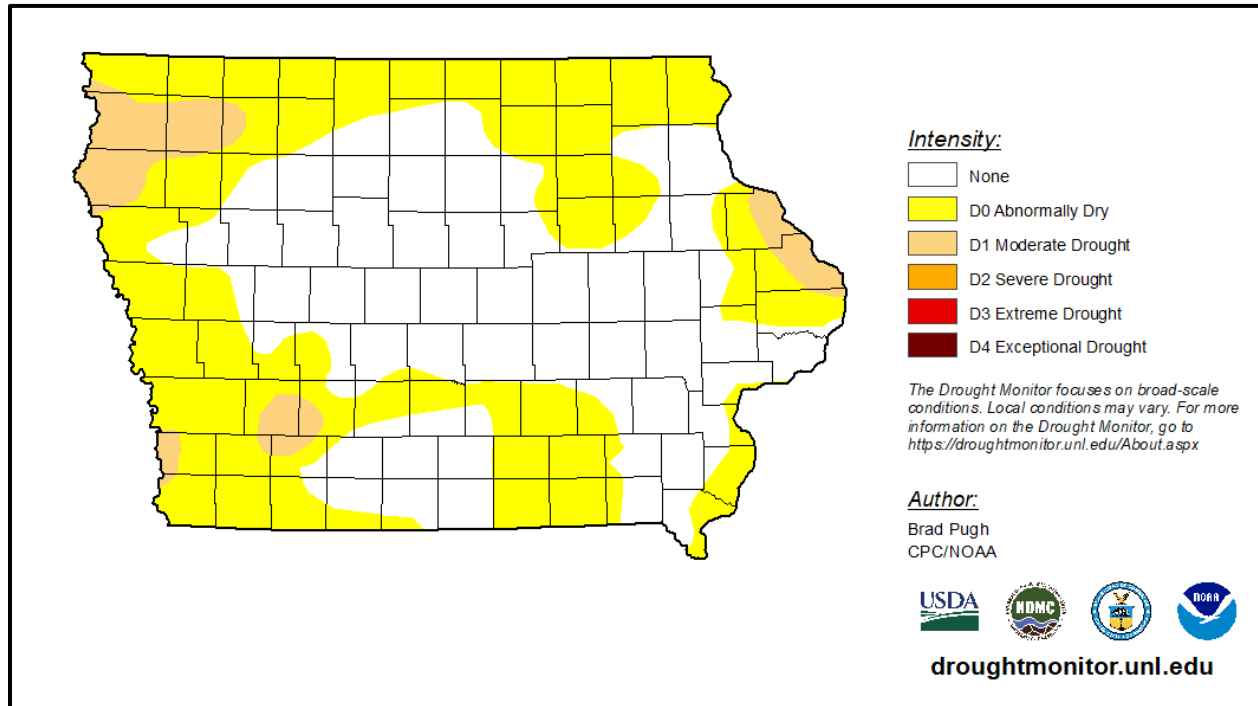 Intensity:
None
D0 Abnormally Dry
D1 Moderate Drought
D2 Severe Drought
D3 Extreme Drought
D4 Exceptional Drought
The Drought Monitor focuses on broad-scale
conditions. Local conditions may vary. For more
information on the Drought Monitor, go to
https://droughtmonitor.unl.edu/About.aspx
Author:
Brad Pugh
CPC/NOAA
USDA
NDMC
NOAA
droughtmonitor.unl.edu